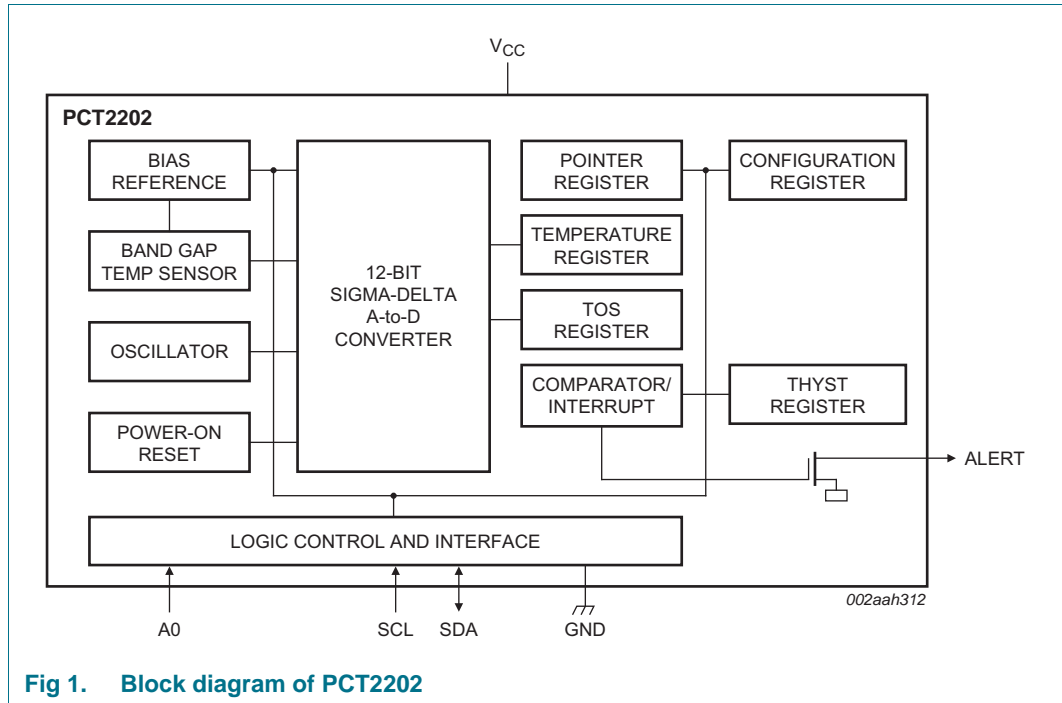 VCC
PCT2202
BIAS
REFERENCE
POINTER
REGISTER
CONFIGURATION
REGISTER
BAND GAP
TEMP SENSOR
12-BIT
SIGMA-DELTA
A-to-D
CONVERTER
TEMPERATURE
REGISTER
OSCILLATOR
TOS
REGISTER
POWER-ON
RESET
COMPARATOR/
INTERRUPT
THYST
REGISTER
ALERT
LOGIC CONTROL AND INTERFACE
A0
SCL
SDA
GND
002aah312
Fig 1. Block diagram of PCT2202